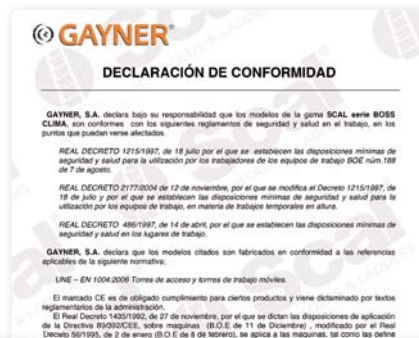 GAYNER®
DECLARACIÓN DE CONFORMIDAD
GAYNER, S.A. declara bajo su responsabilidad que los modelos de la gama SCAL serie BOSS
CLIMA, son conformes con los siguientes reglamentos de seguridad y salud en el trabajo, en los
puntos que puedan verse afectados.
REAL DECRETO 1215/1997, de 18 julio por el que se establecen las disposiciones mínimas de
seguridad y salud para la utilización por los trabajadores de los equipos de trabajo BOE núm.188
de 7 de agosto.
REAL DECRETO 2177/2004 de 12 de noviembre, por el que se modifica el Decreto 1215/1997, de
18 de julio y por el que se establecen las disposiciones mínimas de seguridad y salud para la
utilización por los equipos de trabajo, en materia de trabajos temporales en altura.
REAL DECRETO 486/1997, de 14 de abril, por el que se establecen las disposiciones mínimas de
seguridad y salud en los lugares de trabajo.
GAYNER, S.A. declara que los modelos citados son fabricados en conformidad a las referencias
aplicables de la siguiente normativa;
UNE – EN 1004:2006 Torres de acceso y torres de trabajo móviles.
El marcado CE es de obligado cumplimiento para ciertos productos y viene dictaminado por textos
reglamentarios de la administración.
El Real Decreto 1435/1992, de 27 de noviembre, por el que se dictan las disposiciones de aplicación
de la Directiva 89/392/CEE, sobre maquinas (B.O.E de 11 de Diciembre) , modificado por el Real
Decreto 56/1995, de 2 de enero (B.O.E de 8 de febrero), se aplica a las máquinas, tal como las define